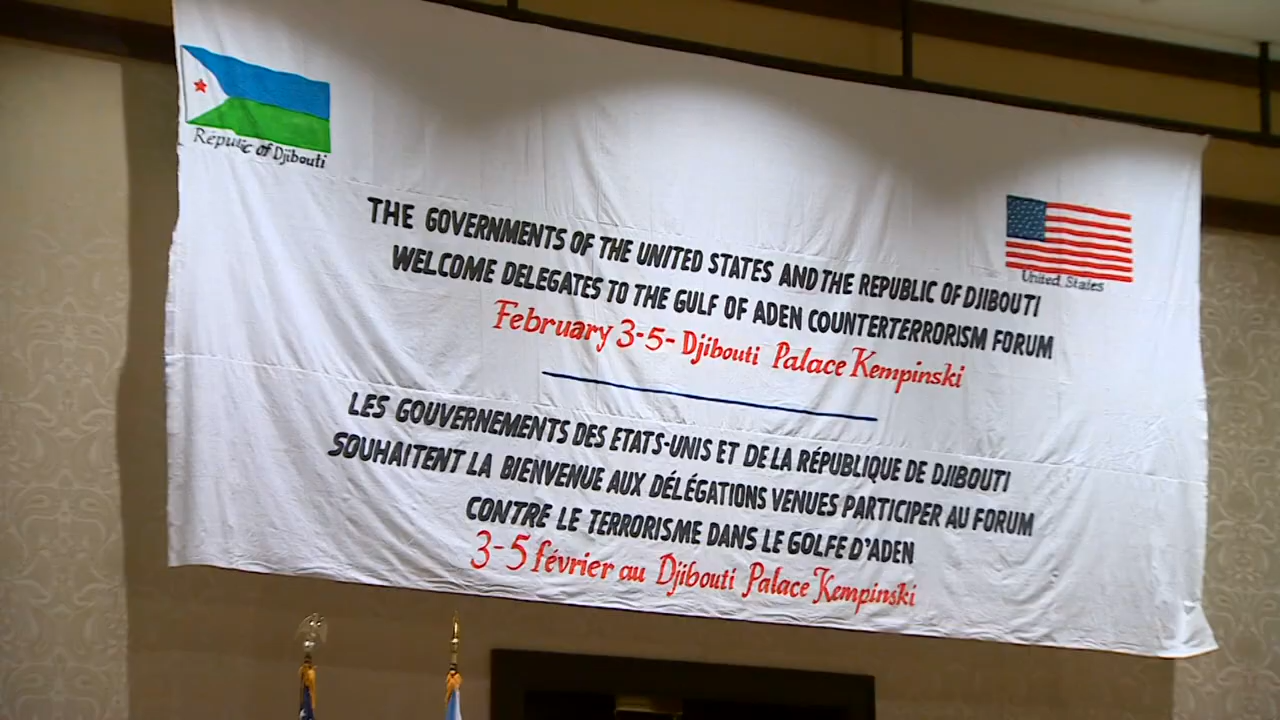 Républic of Djibouti
United States
THE GOVERNMENTS OF THE UNITED STATES AND THE REPUBLIC OF DJIBOUTI
WELCOME DELEGATES TO THE GULF OF ADEN COUNTERTERRORISM FORUM
February 3-5- Djibouti Palace Kempinski
LES GOUVERNEMENTS DES ETATS-UNIS ET DE LA RÉPUBLIQUE DE DJIBOUTI
SOUHAITENT LA BIENVENUE AUX DÉLÉGATIONS VENUES PARTICIPER AU FORUM
CONTRE LE TERRORISME DANS LE GOLFE D'ADEN
3-5 février au Djibouti Palace Kempinski